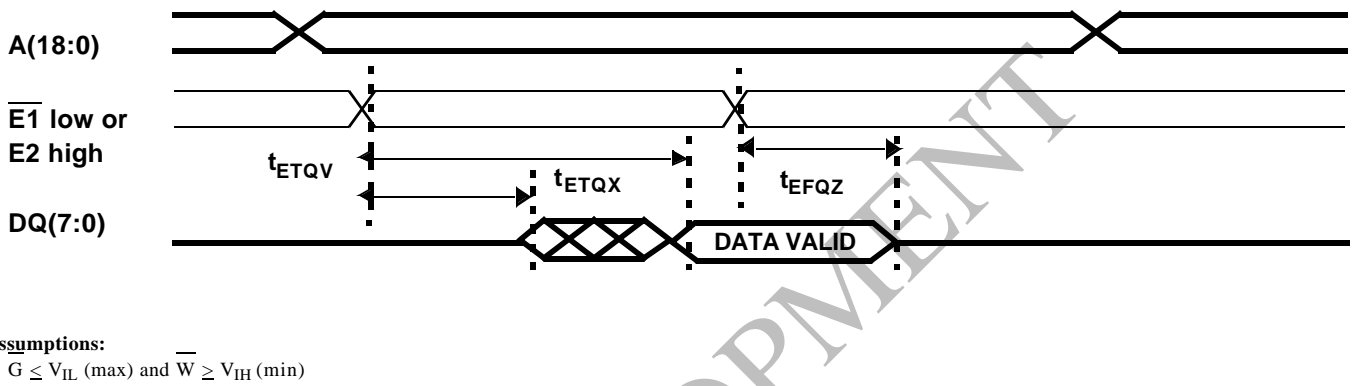 A(18:0)
E1 low or
E2 high
tETQV
tETQX
tEFQZ
DQ(7:0)
DATA VALID
ssumptions:
G ≤ VIL (max) and W ≥ VIH (min)
OPMENT